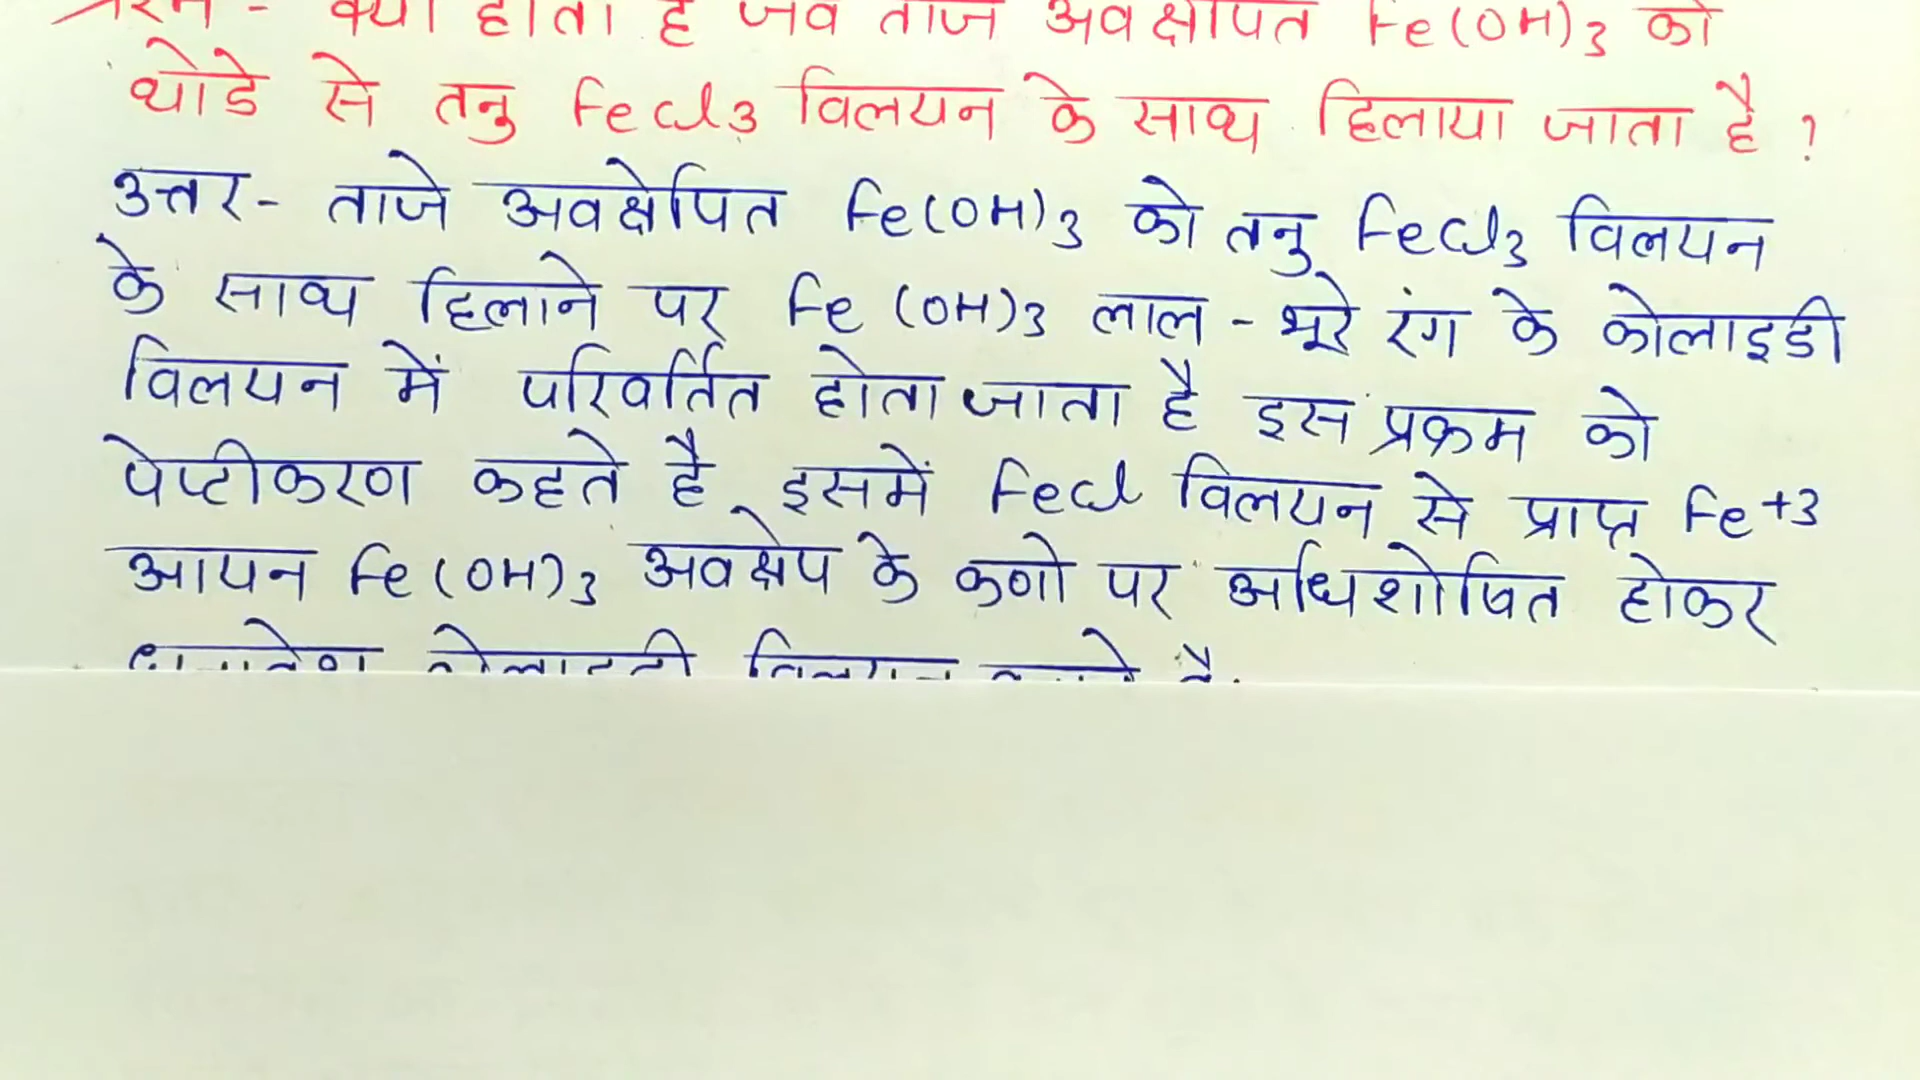 प्रश्न - क्या होता है जब ताजे अवक्षेपित Fe(OH)3 को
थोडे से तनु FeCl3 विलयन के साथ हिलाया जाता है ?
उत्तर - ताजे अवक्षेपित Fe(OH)3 को तनु FeCl3 विलयन
के साथ हिलाने पर Fe (OH)3 लाल - भूरे रंग के कोलाइडी
विलयन में परिवर्तित होता जाता है इस प्रक्रम को
पेप्टीकरण कहते है, इसमें FeCl विलयन से प्राप्त Fe+3
आयन Fe(OH)3 अवक्षेप के कणो पर अधिशोषित होकर
कोलाइडी विलयन है.